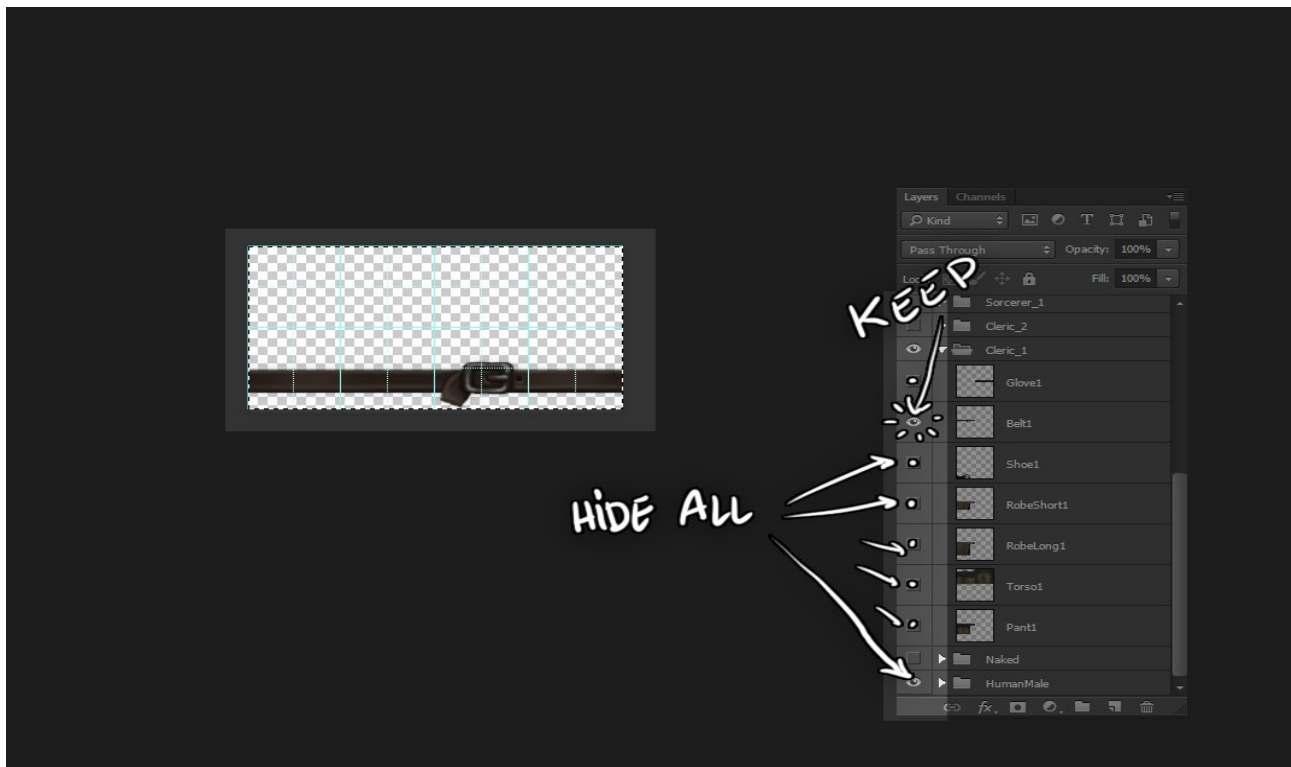 Layers Channels
Kind
Pass Through Opacity: 100%
Fill: 100%
KEEP
Sorcerer_1
Cleric_2
Cleric_1
Glove1
Belt1
Shoe1
HiDE ALL
RobeShort1
RobeLong1
Torso1
Pant1
Naked
HumanMale
fx.